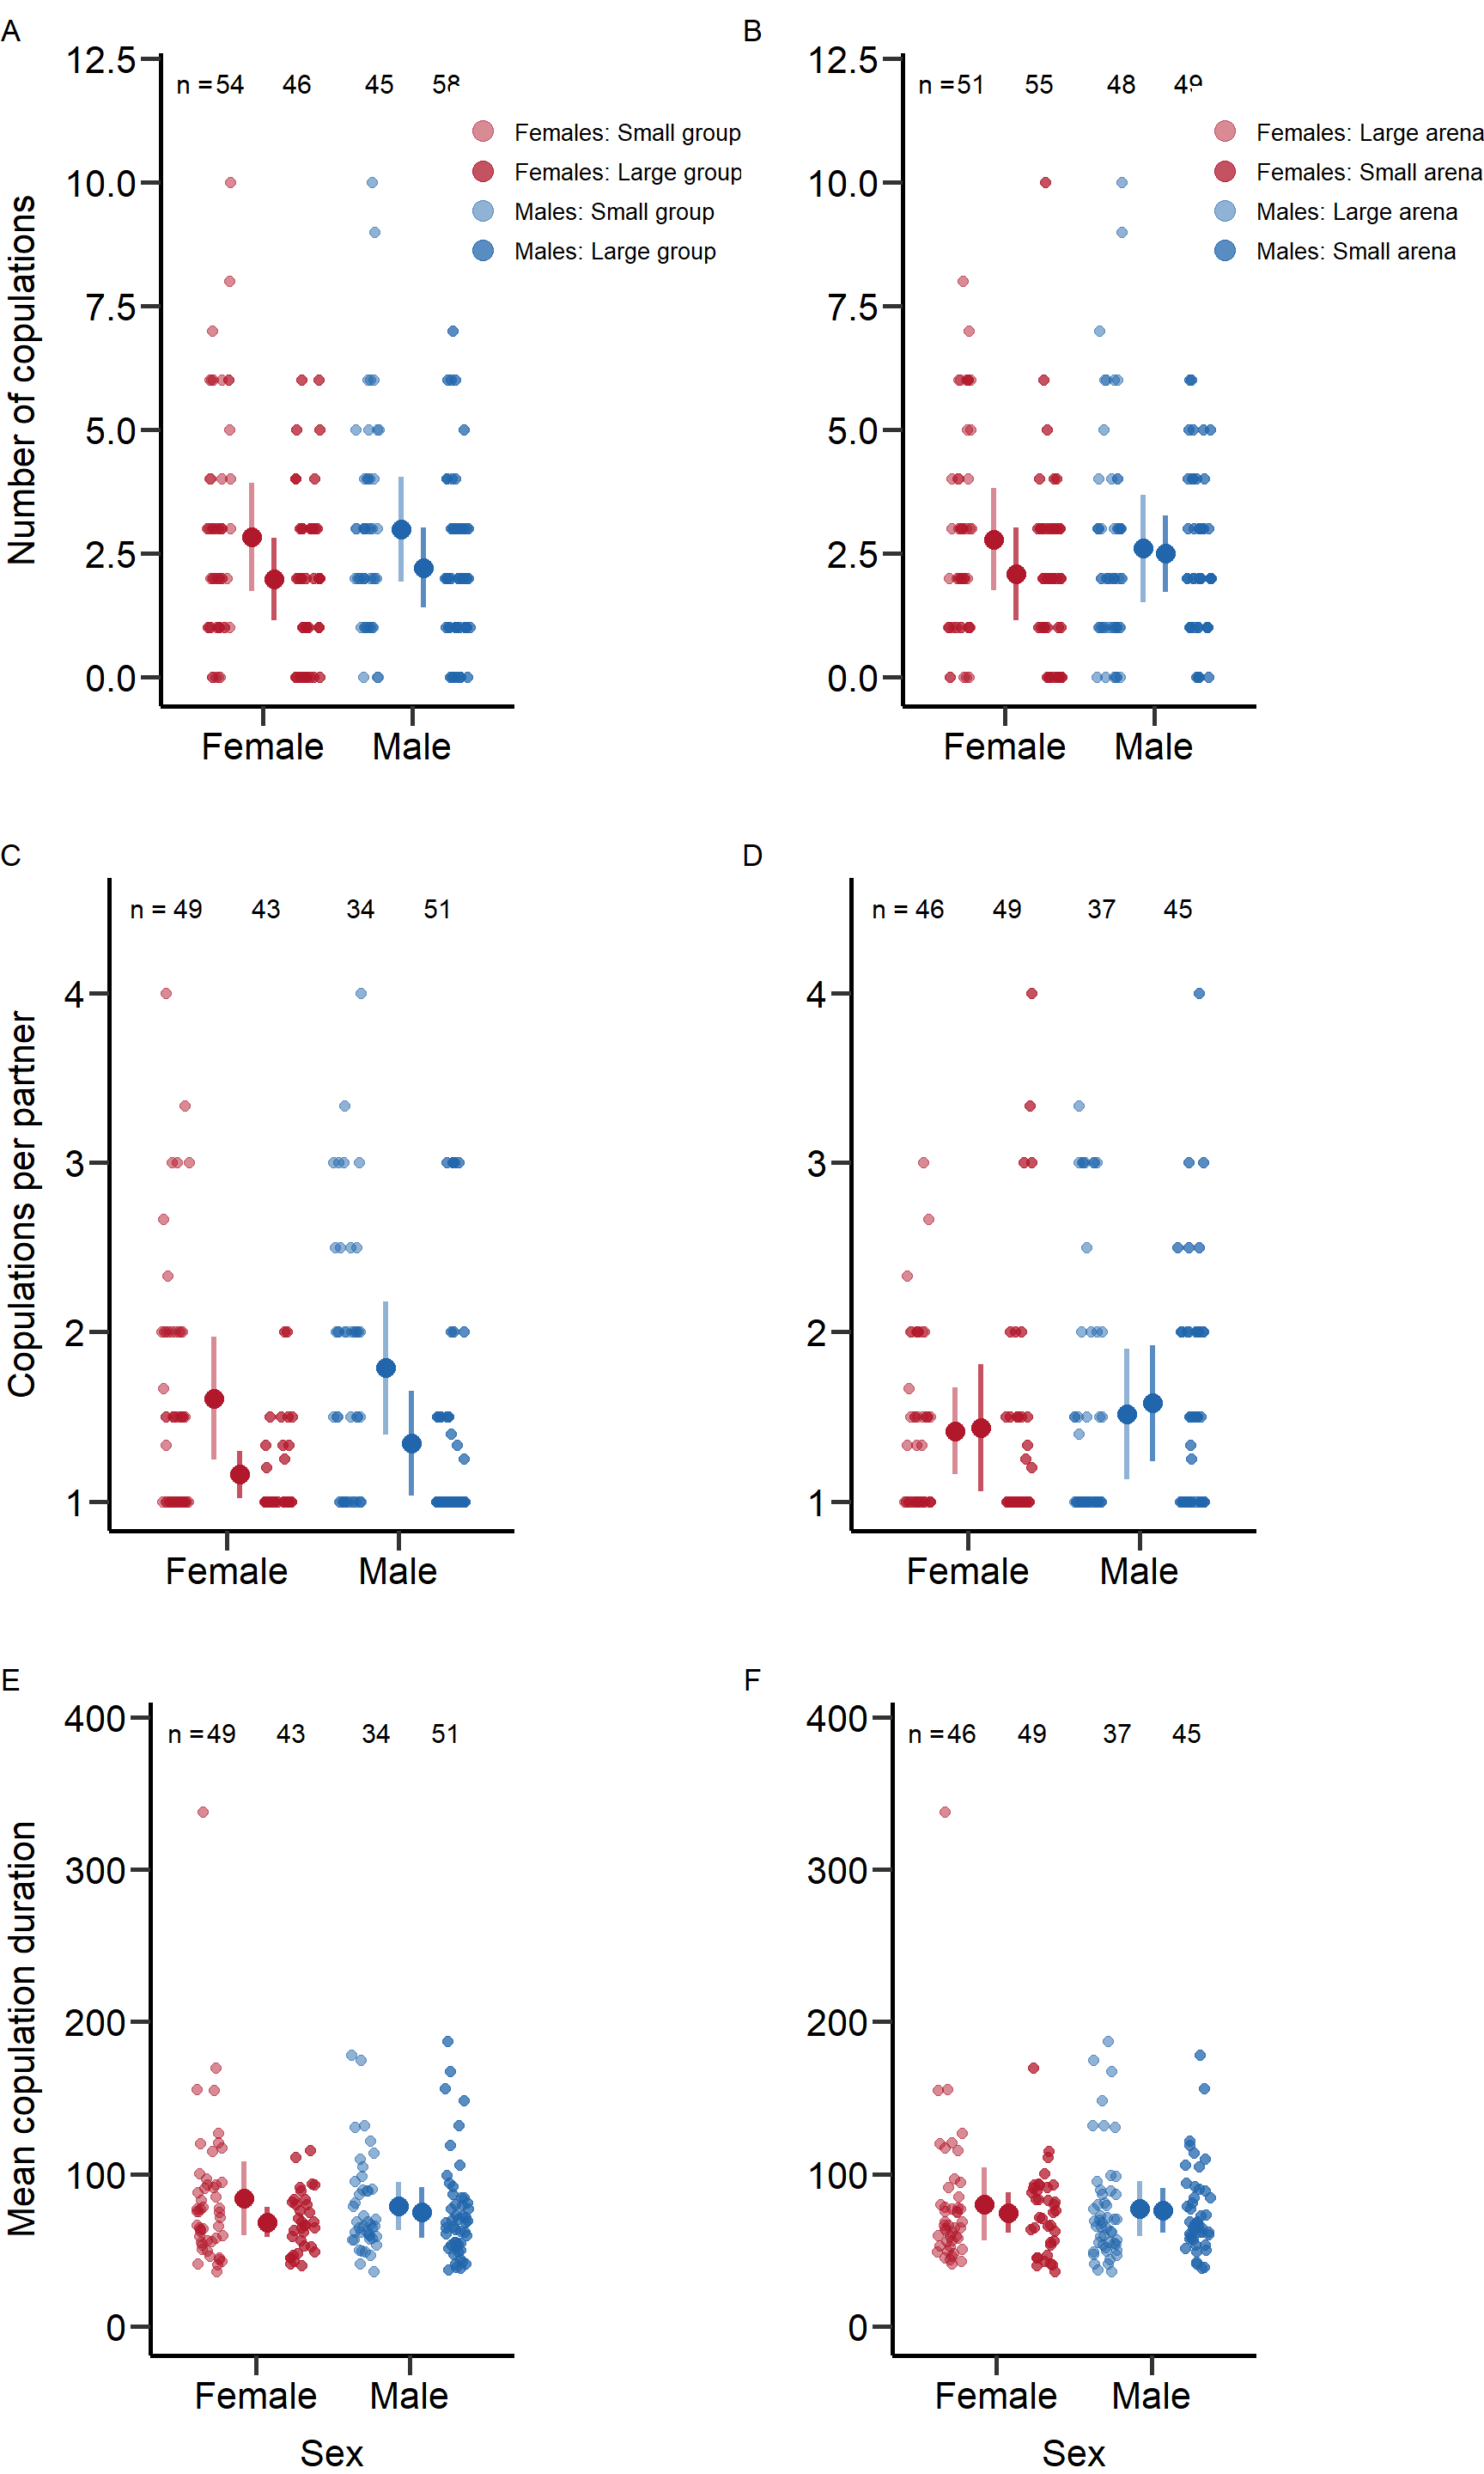 A
12.5
n = 54 46 45 58
Females: Small group
Females: Large group
Males: Small group
Males: Large group
10.0
7.5
5.0
2.5
0.0
Number of copulations
Female Male
B
12.5
n = 51 55 48 49
Females: Large arena
Females: Small arena
Males: Large arena
Males: Small arena
10.0
7.5
5.0
2.5
0.0
Female Male
C
n = 49 43 34 51
4
3
2
1
Copulations per partner
Female Male
D
n = 46 49 37 45
4
3
2
1
Female Male
E
400
n = 49 43 34 51
300
200
100
0
Mean copulation duration
Female Male
Sex
F
400
n = 46 49 37 45
300
200
100
0
Female Male
Sex